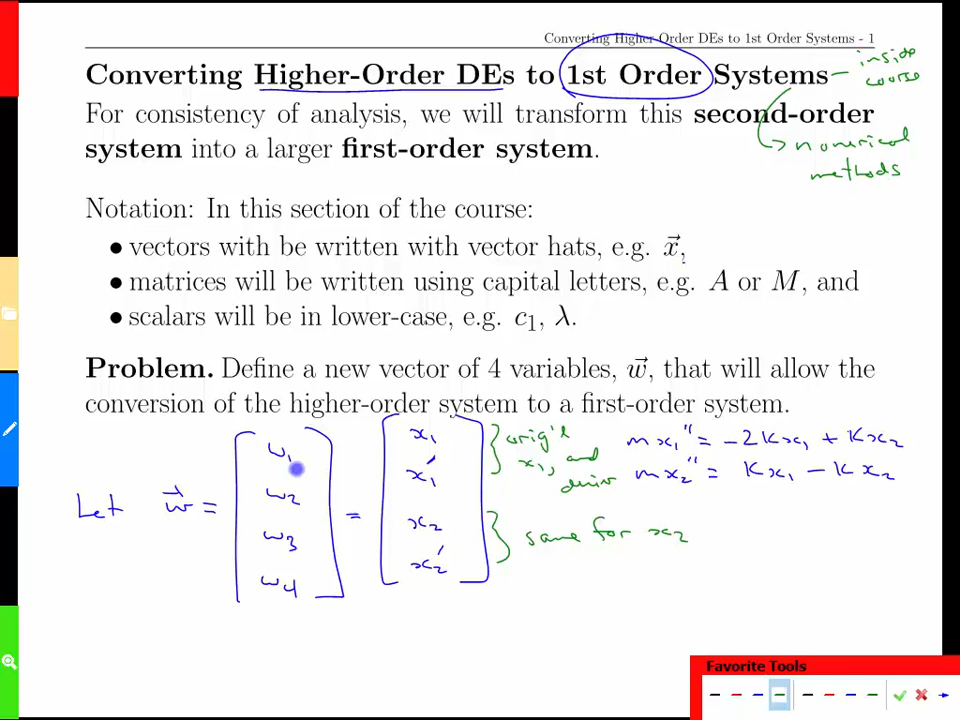 Converting Higher-Order DEs to 1st Order Systems - 1
Converting Higher-Order DEs to 1st Order Systems – inside course
For consistency of analysis, we will transform this second-order
system into a larger first-order system.
numerical methods
Notation: In this section of the course:
• vectors with be written with vector hats, e.g. x⃗,
• matrices will be written using capital letters, e.g. A or M, and
• scalars will be in lower-case, e.g. c₁, λ.
Problem. Define a new vector of 4 variables, w⃗, that will allow the
conversion of the higher-order system to a first-order system.
Let w⃗ = [w₁ w₂ w₃ w₄] = [x₁ x₁′ x₂ x₂′]
orig'l x₁, and deriv
same for x₂
mx₁″ = -2Kx₁ + Kx₂
mx₂″ = Kx₁ - Kx₂
Favorite Tools